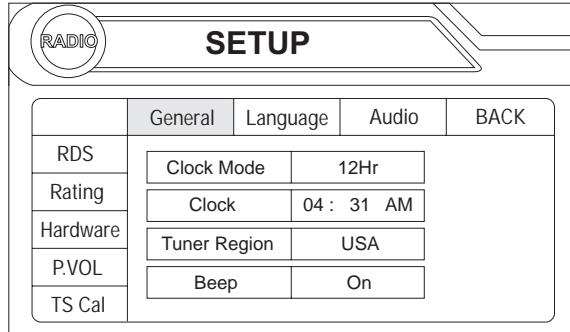 RADIO
SETUP
General Language Audio BACK
RDS
Rating
Hardware
P.VOL
TS Cal
Clock Mode 12Hr
Clock 04 : 31 AM
Tuner Region USA
Beep On